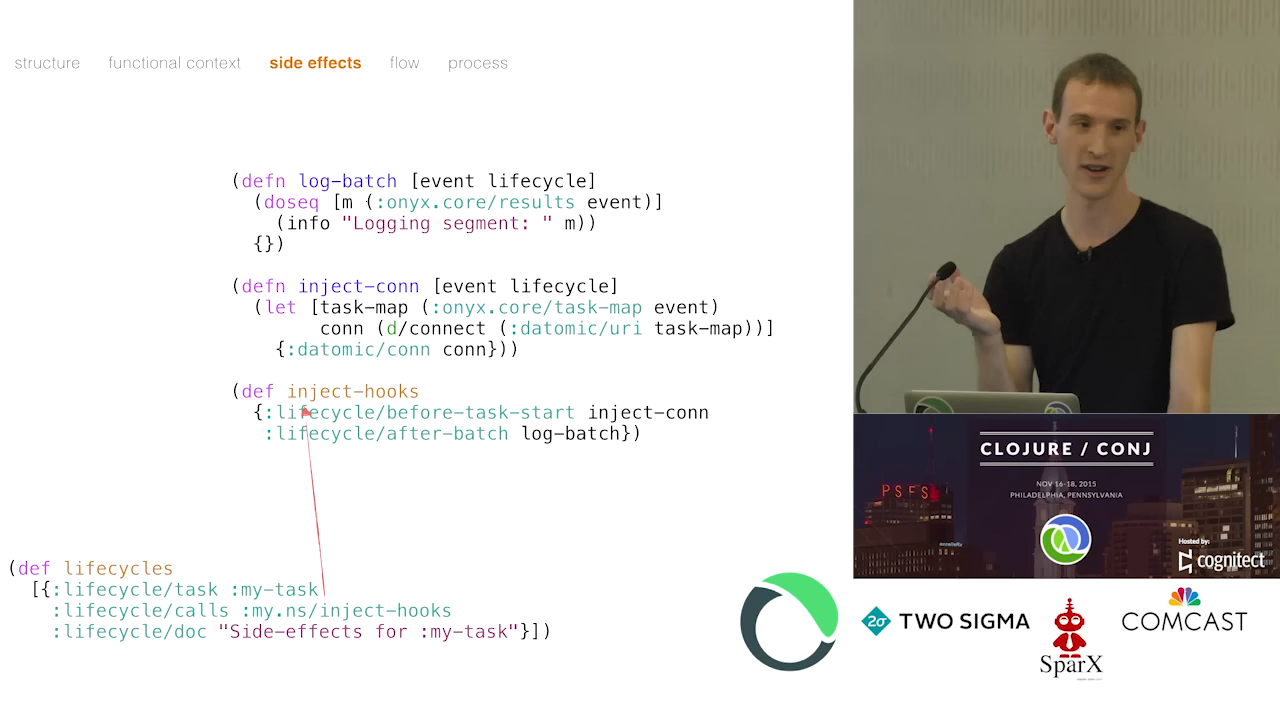 structure functional context side effects flow process
(defn log-batch [event lifecycle]
  (doseq [m (:onyx.core/results event)]
    (info "Logging segment: " m))
  {})
(defn inject-conn [event lifecycle]
  (let [task-map (:onyx.core/task-map event)
        conn (d/connect (:datomic/uri task-map))]
    {:datomic/conn conn}))
(def inject-hooks
  {:lifecycle/before-task-start inject-conn
   :lifecycle/after-batch log-batch})
(def lifecycles
  [{:lifecycle/task :my-task
    :lifecycle/calls :my.ns/inject-hooks
    :lifecycle/doc "Side-effects for :my-task"}])
CLOJURE / CONJ
NOV 16-18, 2015
PHILADELPHIA, PENNSYLVANIA
PSFS
Hosted by:
cognitect
2σ TWO SIGMA
SparX
COMCAST